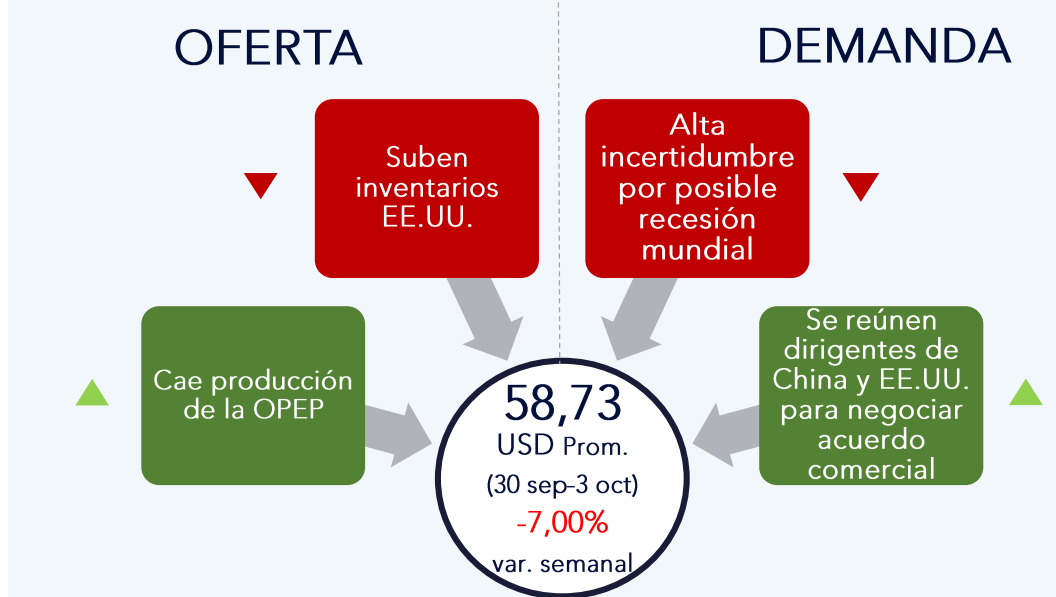 OFERTA
DEMANDA
Suben
inventarios
EE.UU.
Alta
incertidumbre
por posible
recesión
mundial
Cae producción
de la OPEP
Se reúnen
dirigentes de
China y EE.UU.
para negociar
acuerdo
comercial
58,73
USD Prom.
(30 sep-3 oct)
-7,00%
var. semanal